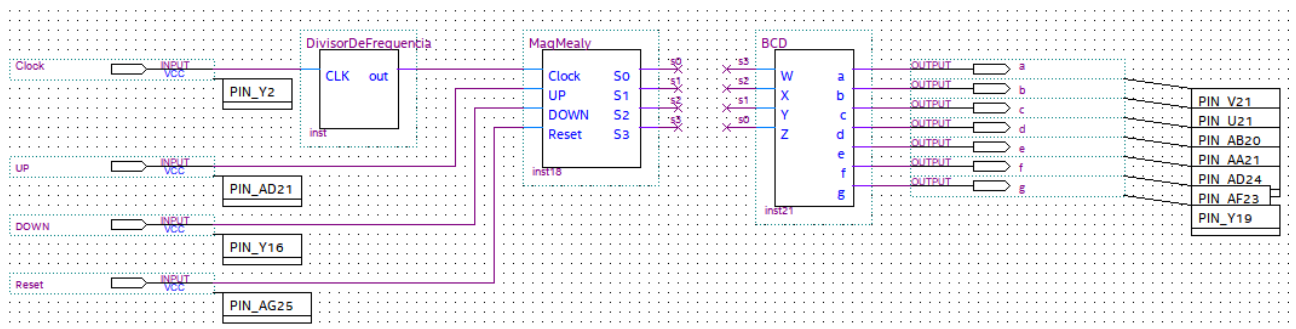 DivisorDeFrequencia
MagMealy
BCD
Clock
INPUT
VCC
PIN_Y2
CLK
out
inst
Clock
UP
DOWN
Reset
S0
S1
S2
S3
inst18
s0
s1
s2
s3
s3
s2
s1
s0
W
X
Y
Z
a
b
c
d
e
f
g
inst21
OUTPUT
a
OUTPUT
b
OUTPUT
c
OUTPUT
d
OUTPUT
e
OUTPUT
f
OUTPUT
g
PIN_V21
PIN_U21
PIN_AB20
PIN_AA21
PIN_AD24
PIN_AF23
PIN_Y19
UP
INPUT
VCC
PIN_AD21
DOWN
INPUT
VCC
PIN_Y16
Reset
INPUT
VCC
PIN_AG25